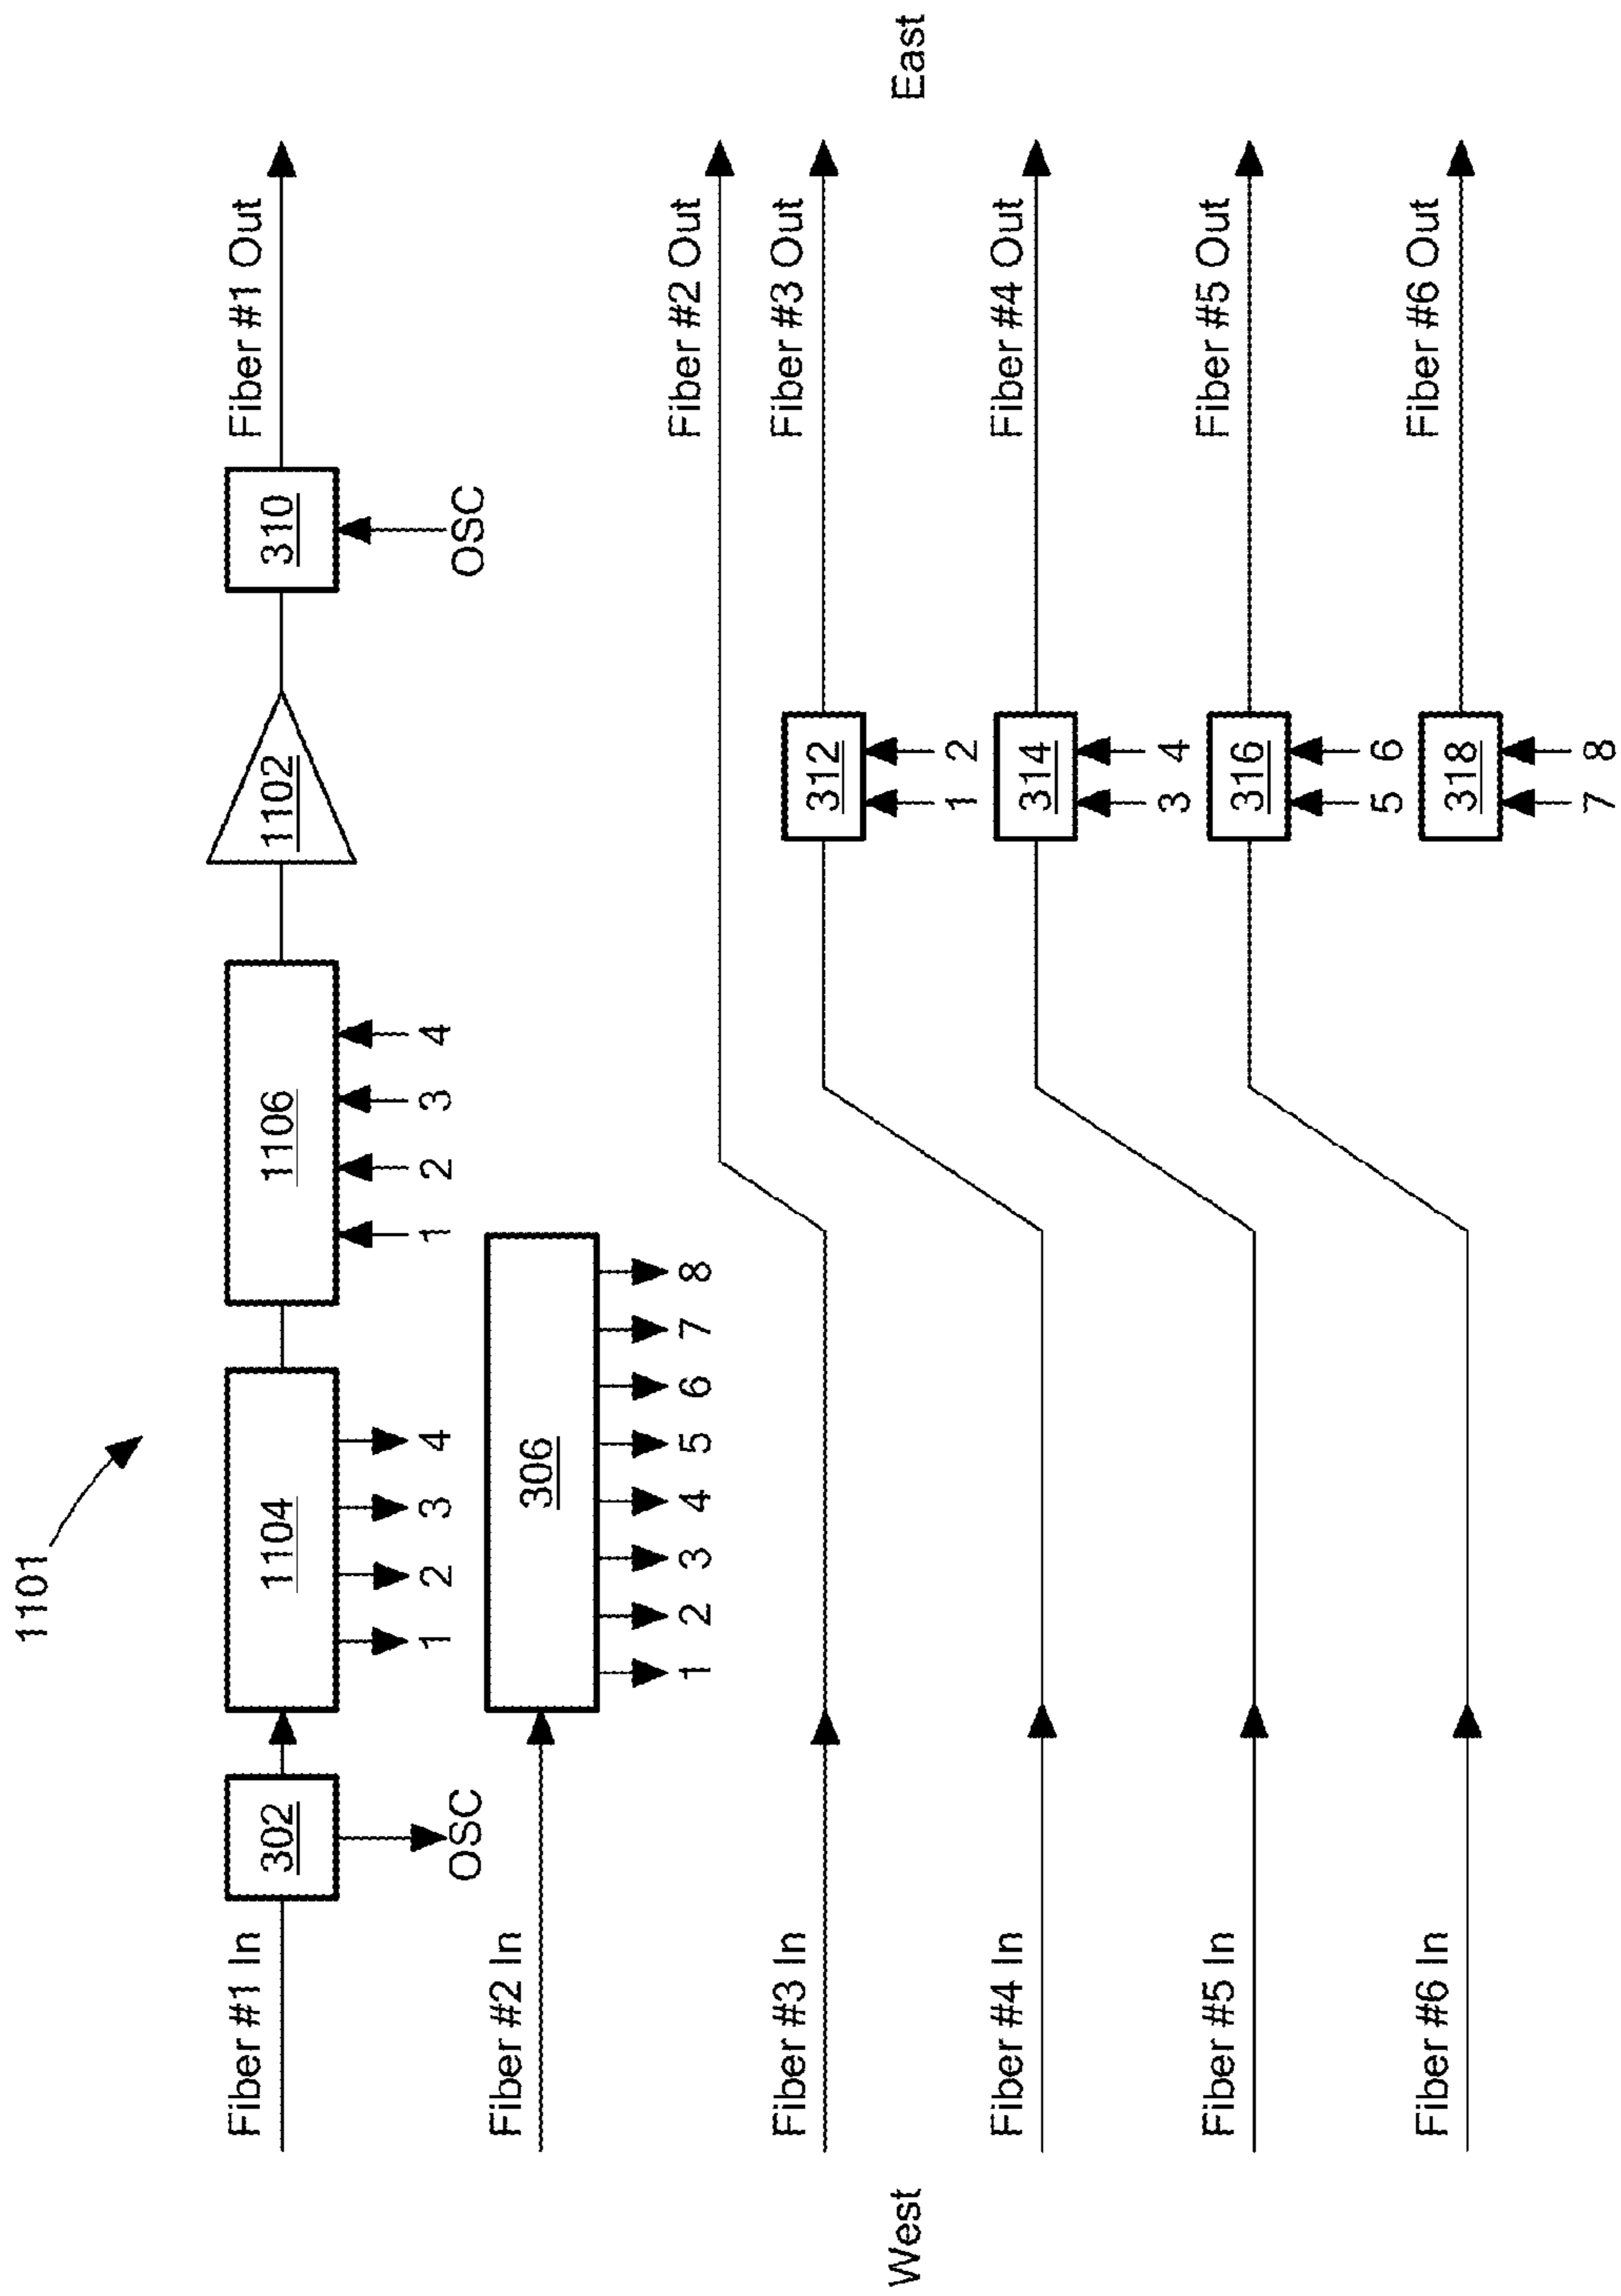 1101
Fiber #1 In
302
OSC
1104
1 2 3 4
1106
1 2 3 4
1102
310
OSC
Fiber #1 Out
Fiber #2 In
306
1 2 3 4 5 6 7 8
Fiber #2 Out
Fiber #3 In
312
1 2
Fiber #3 Out
West
East
Fiber #4 In
314
3 4
Fiber #4 Out
Fiber #5 In
316
5 6
Fiber #5 Out
Fiber #6 In
318
7 8
Fiber #6 Out